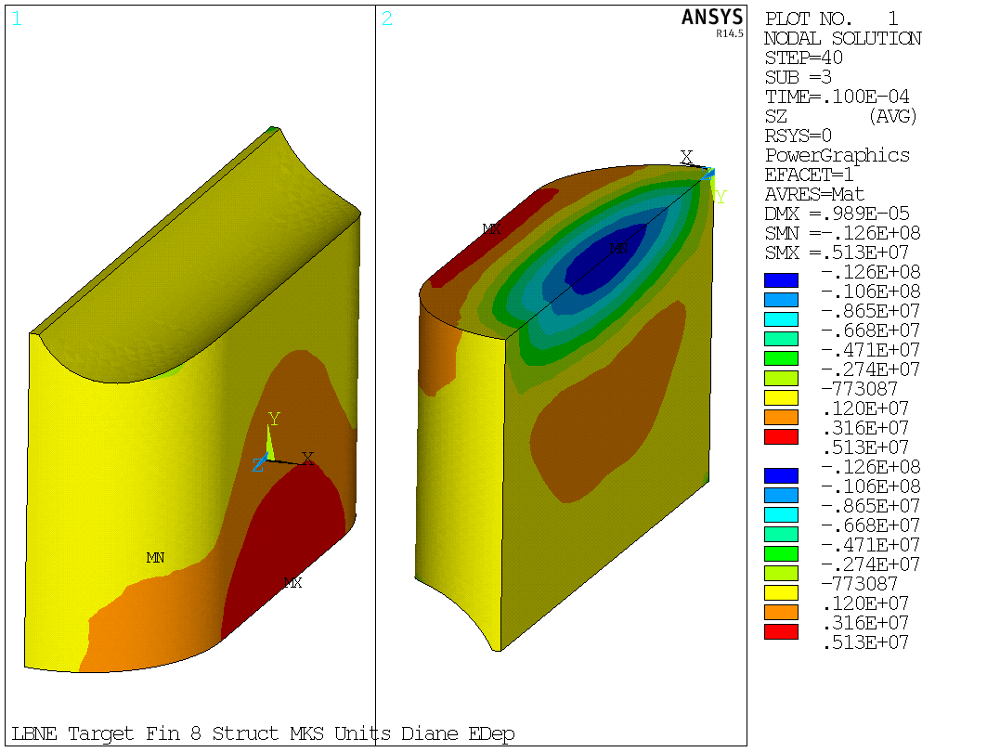 1
2
ANSYS
R14.5
PLOT NO. 1
NODAL SOLUTION
STEP=40
SUB =3
TIME=.100E-04
SZ (AVG)
RSYS=0
PowerGraphics
EFACET=1
AVRES=Mat
DMX =.989E-05
SMN =-.126E+08
SMX =.513E+07
-.126E+08
-.106E+08
-.865E+07
-.668E+07
-.471E+07
-.274E+07
-773087
.120E+07
.316E+07
.513E+07
-.126E+08
-.106E+08
-.865E+07
-.668E+07
-.471E+07
-.274E+07
-773087
.120E+07
.316E+07
.513E+07
X
Y
MX
MN
Y
X
Z
MN
MX
LBNE Target Fin 8 Struct MKS Units Diane EDep